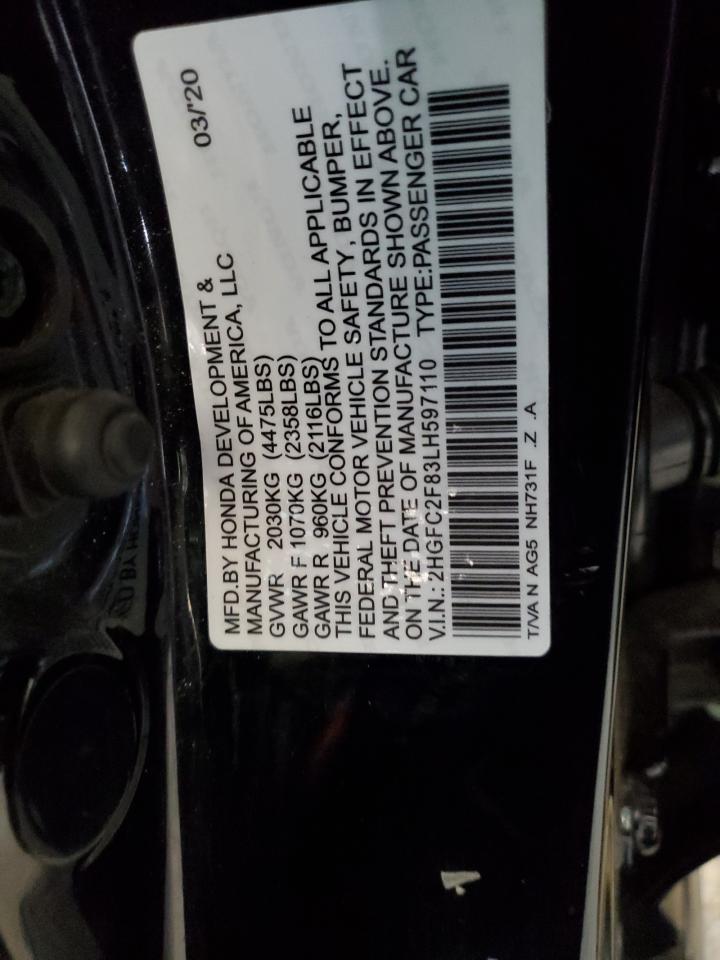 03/'20
MFD.BY HONDA DEVELOPMENT &
MANUFACTURING OF AMERICA, LLC
GVWR 2030KG (4475LBS)
GAWR F 1070KG (2358LBS)
GAWR R 960KG (2116LBS)
THIS VEHICLE CONFORMS TO ALL APPLICABLE
FEDERAL MOTOR VEHICLE SAFETY, BUMPER,
AND THEFT PREVENTION STANDARDS IN EFFECT
ON THE DATE OF MANUFACTURE SHOWN ABOVE.
V.I.N.: 2HGFC2F83LH597110 TYPE:PASSENGER CAR
T/VA N AG5 NH731F .Z .A